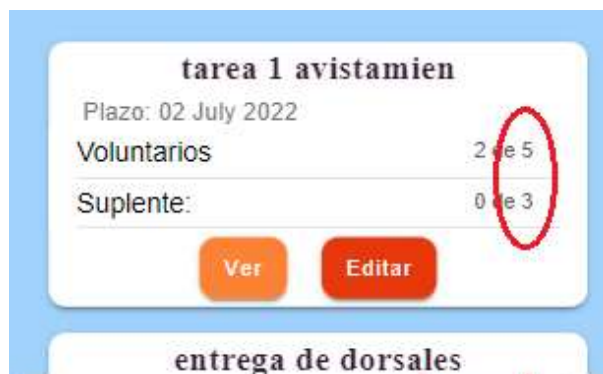 tarea 1 avistamien
Plazo: 02 July 2022
Voluntarios 2 de 5
Suplente: 0 de 3
Ver Editar
entrega de dorsales